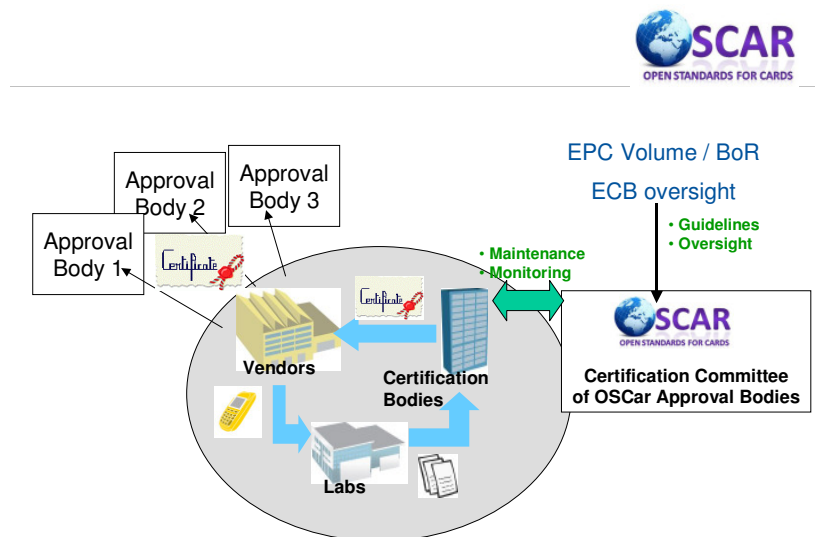 SCAR
OPEN STANDARDS FOR CARDS
EPC Volume / BoR
ECB oversight
• Guidelines
• Oversight
Approval
Body 1
Approval
Body 2
Approval
Body 3
Certificate
• Maintenance
• Monitoring
Certificate
Vendors
Certification
Bodies
Labs
SCAR
OPEN STANDARDS FOR CARDS
Certification Committee
of OSCar Approval Bodies